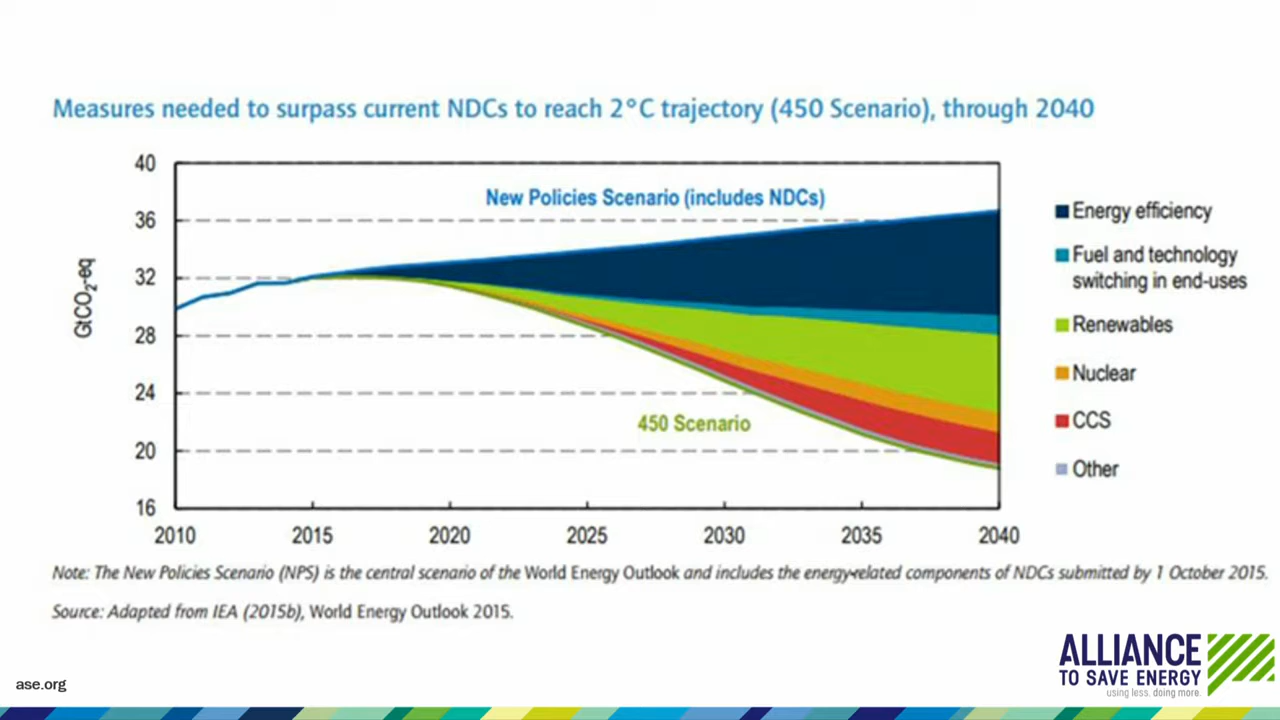 Measures needed to surpass current NDCs to reach 2°C trajectory (450 Scenario), through 2040
40
New Policies Scenario (includes NDCs)
36
32
28
24
20
16
GtCO2-eq
450 Scenario
2010 2015 2020 2025 2030 2035 2040
Energy efficiency
Fuel and technology
switching in end-uses
Renewables
Nuclear
CCS
Other
Note: The New Policies Scenario (NPS) is the central scenario of the World Energy Outlook and includes the energy-related components of NDCs submitted by 1 October 2015.
Source: Adapted from IEA (2015b), World Energy Outlook 2015.
ase.org
ALLIANCE
TO SAVE ENERGY
using less. doing more.